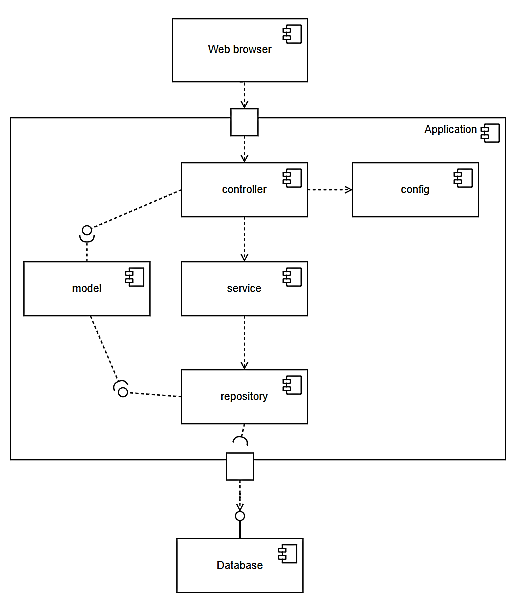 Web browser
Application
controller
config
model
service
repository
Database